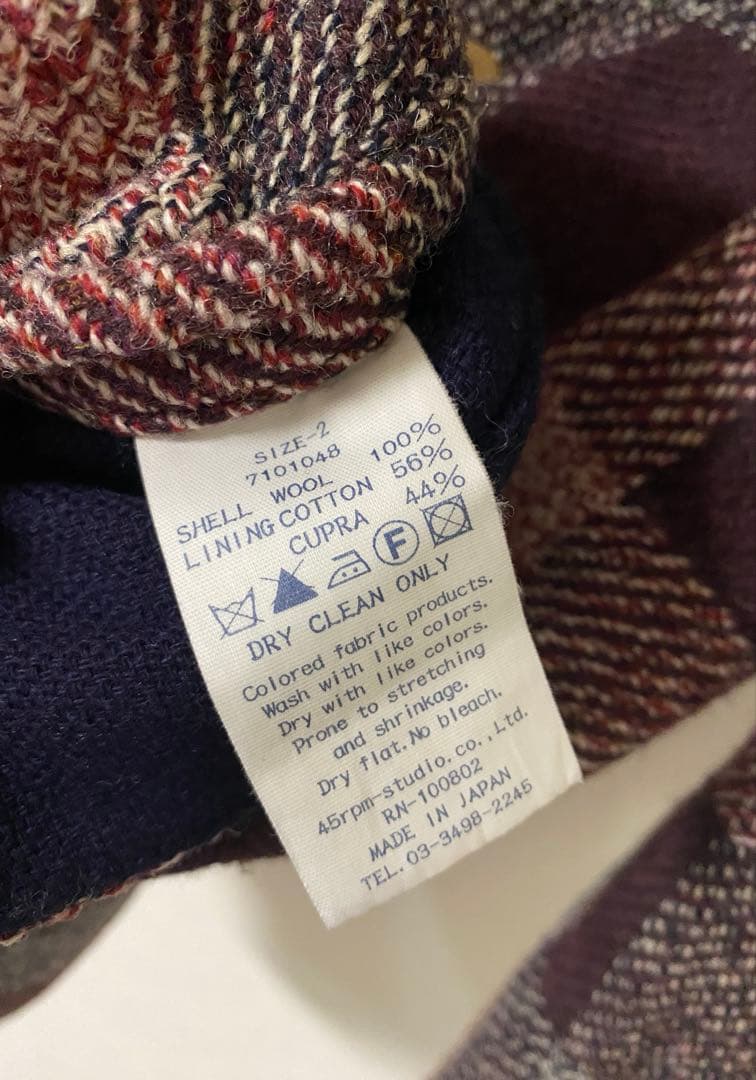 SIZE-2
7101048
SHELL WOOL 100%
LINING COTTON 56%
CUPRA 44%
F
DRY CLEAN ONLY
Colored fabric products.
Wash with like colors.
Dry with like colors.
Prone to stretching
and shrinkage.
Dry flat. No bleach.
45rpm-studio.co.,Ltd.
RN-100802
MADE IN JAPAN
TEL.03-3498-2245